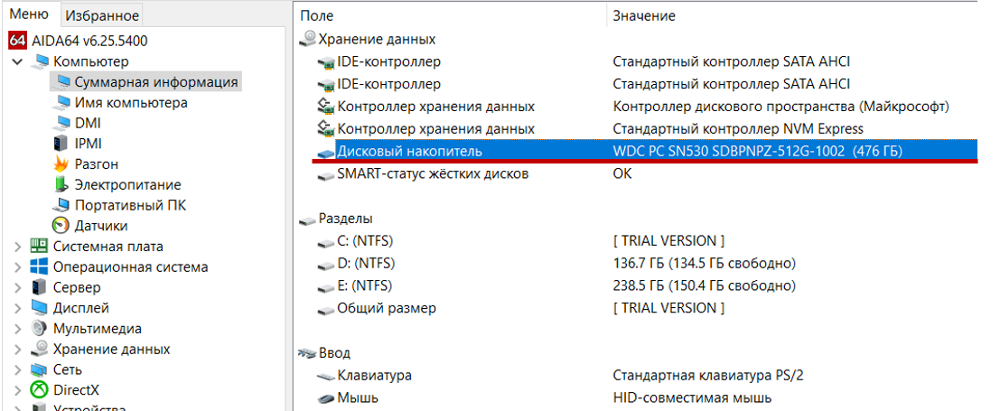 Меню Избранное
64 AIDA64 v6.25.5400
Компьютер
Суммарная информация
Имя компьютера
DMI
IPMI
Разгон
Электропитание
Портативный ПК
Датчики
Системная плата
Операционная система
Сервер
Дисплей
Мультимедиа
Хранение данных
Сеть
DirectX
Устройства
Поле Значение
Хранение данных
IDE-контроллер Стандартный контроллер SATA AHCI
IDE-контроллер Стандартный контроллер SATA AHCI
Контроллер хранения данных Контроллер дискового пространства (Майкрософт)
Контроллер хранения данных Стандартный контроллер NVM Express
Дисковый накопитель WDC PC SN530 SDBPNPZ-512G-1002 (476 ГБ)
SMART-статус жёстких дисков OK
Разделы
C: (NTFS) [ TRIAL VERSION ]
D: (NTFS) 136.7 ГБ (134.5 ГБ свободно)
E: (NTFS) 238.5 ГБ (150.4 ГБ свободно)
Общий размер [ TRIAL VERSION ]
Ввод
Клавиатура Стандартная клавиатура PS/2
Мышь HID-совместимая мышь